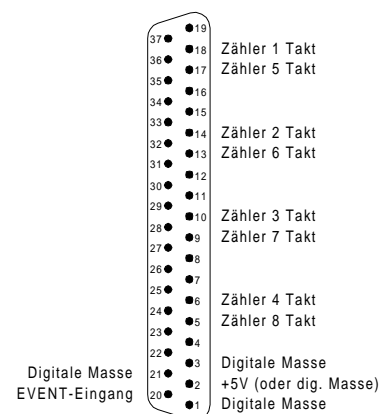 19
37
18 Zähler 1 Takt
36
17 Zähler 5 Takt
35
16
34
15
33
14 Zähler 2 Takt
32
13 Zähler 6 Takt
31
12
30
11
29
10 Zähler 3 Takt
28
9 Zähler 7 Takt
27
8
26
7
25
6 Zähler 4 Takt
24
5 Zähler 8 Takt
23
4
22
3 Digitale Masse
Digitale Masse 21
2 +5V (oder dig. Masse)
EVENT-Eingang 20
1 Digitale Masse